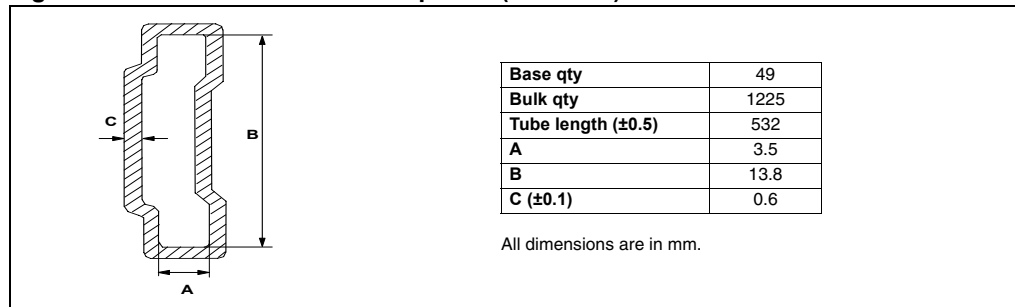 C
B
A
Base qty 49
Bulk qty 1225
Tube length (±0.5) 532
A 3.5
B 13.8
C (±0.1) 0.6
All dimensions are in mm.